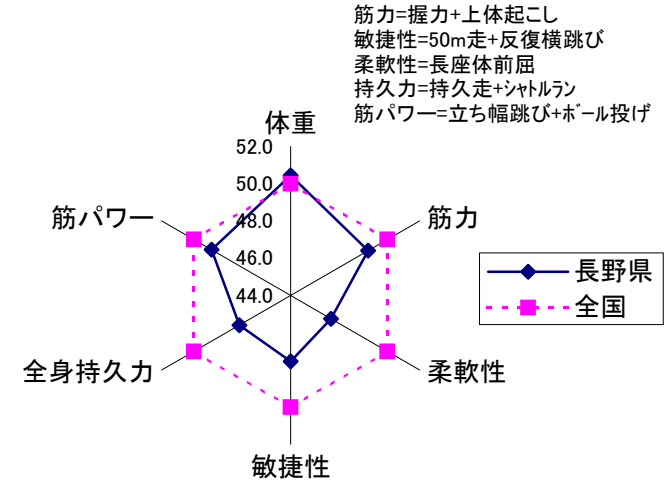 筋力=握力+上体起こし
敏捷性=50m走+反復横跳び
柔軟性=長座体前屈
持久力=持久走+ｼｬﾄﾙﾗﾝ
筋パワー=立ち幅跳び+ﾎﾞｰﾙ投げ
体重
52.0
50.0
48.0
46.0
44.0
筋パワー
筋力
長野県
全国
全身持久力
柔軟性
敏捷性